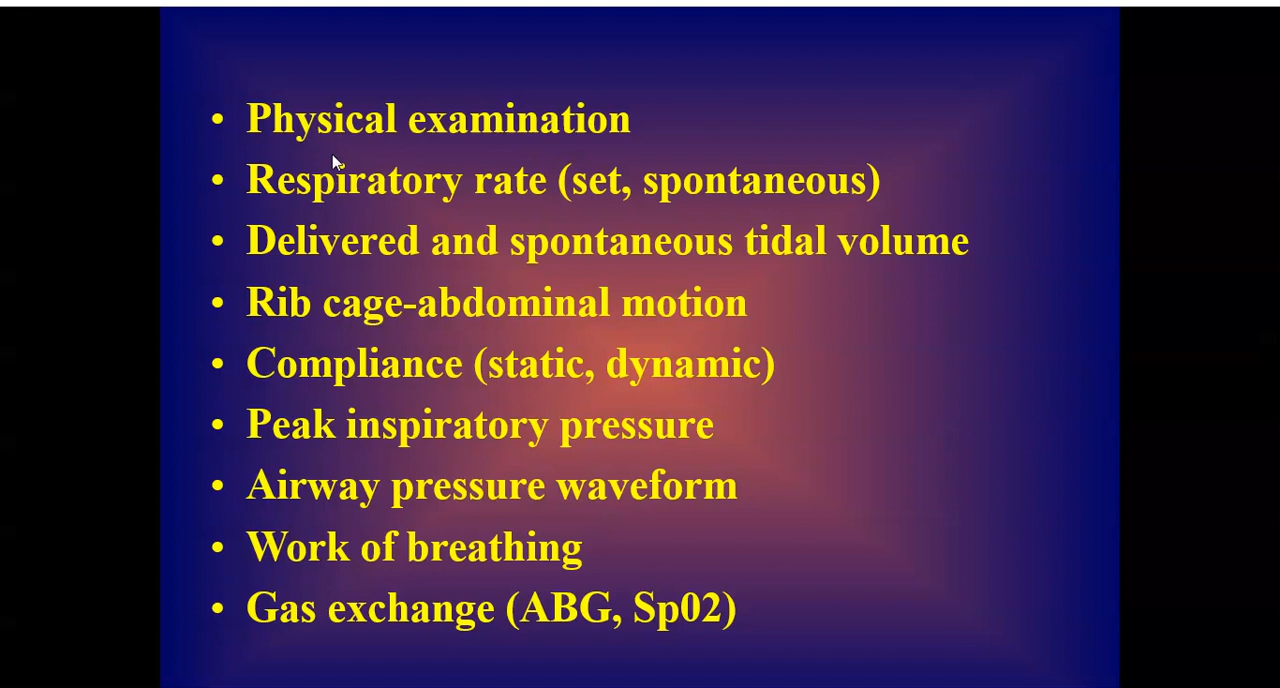 • Physical examination
• Respiratory rate (set, spontaneous)
• Delivered and spontaneous tidal volume
• Rib cage-abdominal motion
• Compliance (static, dynamic)
• Peak inspiratory pressure
• Airway pressure waveform
• Work of breathing
• Gas exchange (ABG, Sp02)